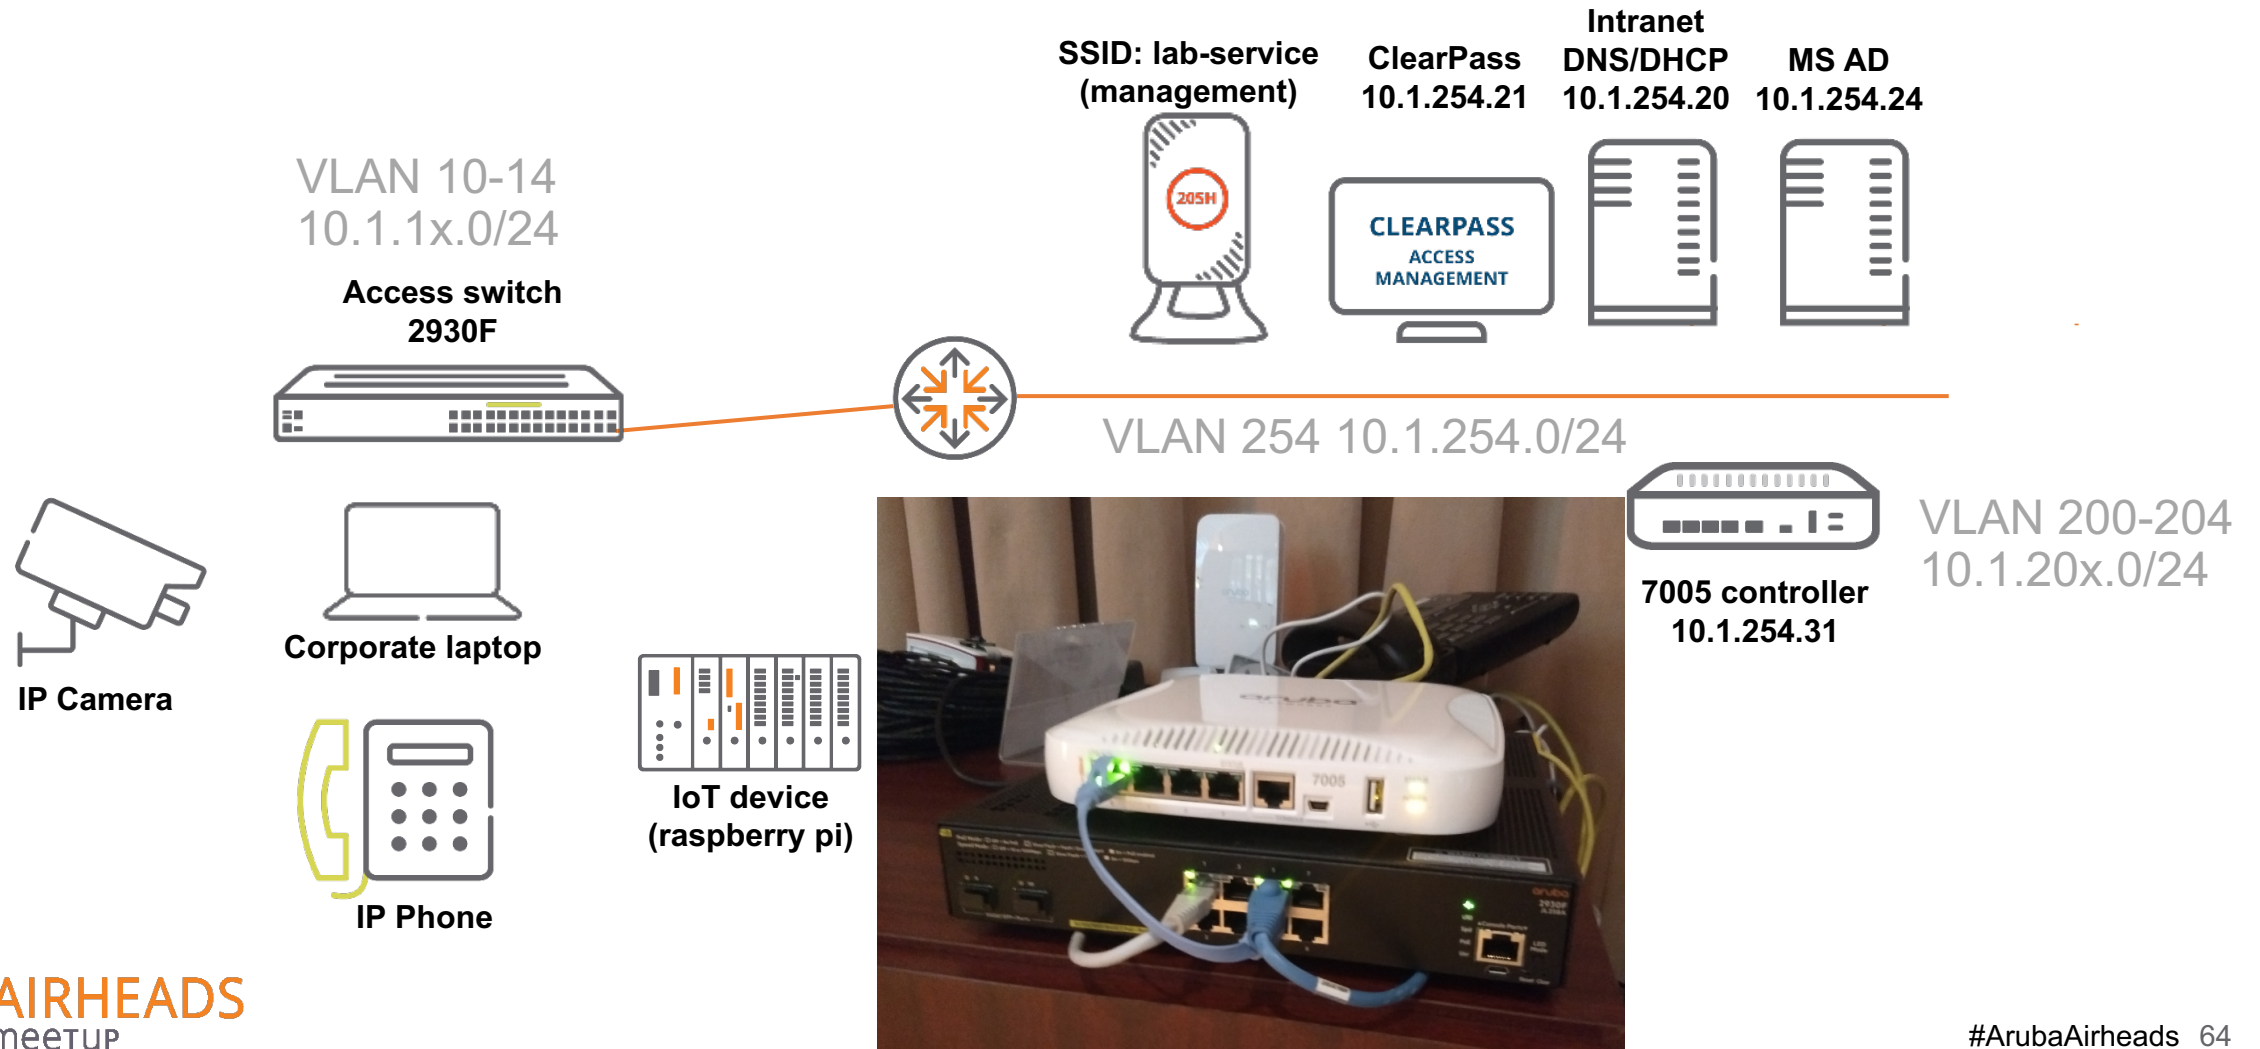 Intranet
SSID: lab-service
(management)
ClearPass
10.1.254.21
DNS/DHCP
10.1.254.20
MS AD
10.1.254.24
VLAN 10-14
10.1.1x.0/24
205H
CLEARPASS
ACCESS
MANAGEMENT
Access switch
2930F
VLAN 254 10.1.254.0/24
VLAN 200-204
10.1.20x.0/24
7005 controller
10.1.254.31
Corporate laptop
IP Camera
IoT device
(raspberry pi)
IP Phone
aruba
7005
aruba
2930F
AIRHEADS
meeTUP
#ArubaAirheads 64